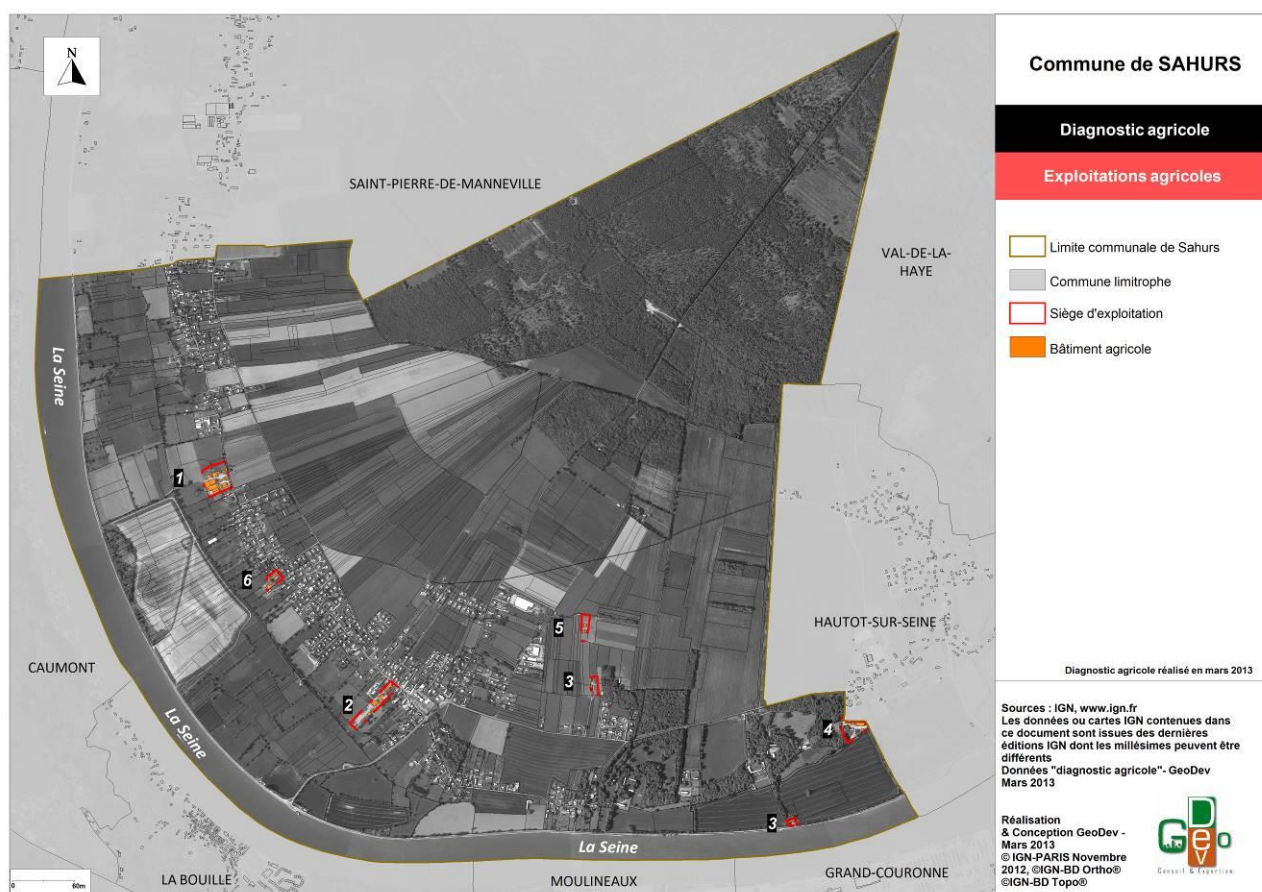 N
SAINT-PIERRE-DE-MANNEVILLE
VAL-DE-LA-
HAYE
La Seine
1
6
5
HAUTOT-SUR-SEINE
3
CAUMONT
2
4
La Seine
3
La Seine
GRAND-COURONNE
LA BOUILLE
MOULINEAUX
0
60m
Commune de SAHURS
Diagnostic agricole
Exploitations agricoles
Limite communale de Sahurs
Commune limitrophe
Siège d'exploitation
Bâtiment agricole
Diagnostic agricole réalisé en mars 2013
Sources : IGN, www.ign.fr
Les données ou cartes IGN contenues dans
ce document sont issues des dernières
éditions IGN dont les millésimes peuvent être
différents
Données "diagnostic agricole"- GeoDev
Mars 2013
Réalisation
& Conception GeoDev -
Mars 2013
© IGN-PARIS Novembre
2012, ©IGN-BD Ortho®
©IGN-BD Topo®
GeoDev
Conseil & Expertise